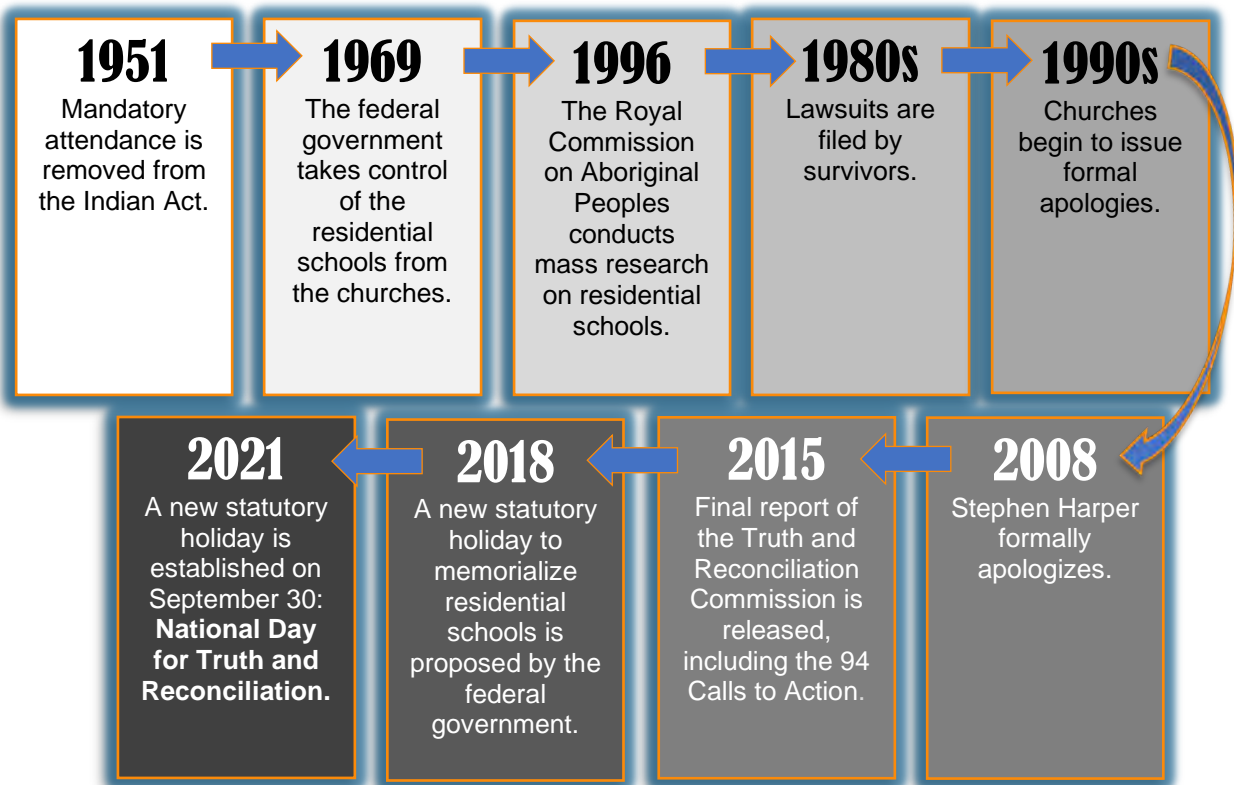 1951
Mandatory
attendance is
removed from
the Indian Act.
1969
The federal
government
takes control
of the
residential
schools from
the churches.
1996
The Royal
Commission
on Aboriginal
Peoples
conducts
mass research
on residential
schools.
1980s
Lawsuits are
filed by
survivors.
1990s
Churches
begin to issue
formal
apologies.
2008
Stephen Harper
formally
apologizes.
2015
Final report of
the Truth and
Reconciliation
Commission is
released,
including the 94
Calls to Action.
2018
A new statutory
holiday to
memorialize
residential
schools is
proposed by the
federal
government.
2021
A new statutory
holiday is
established on
September 30:
National Day
for Truth and
Reconciliation.